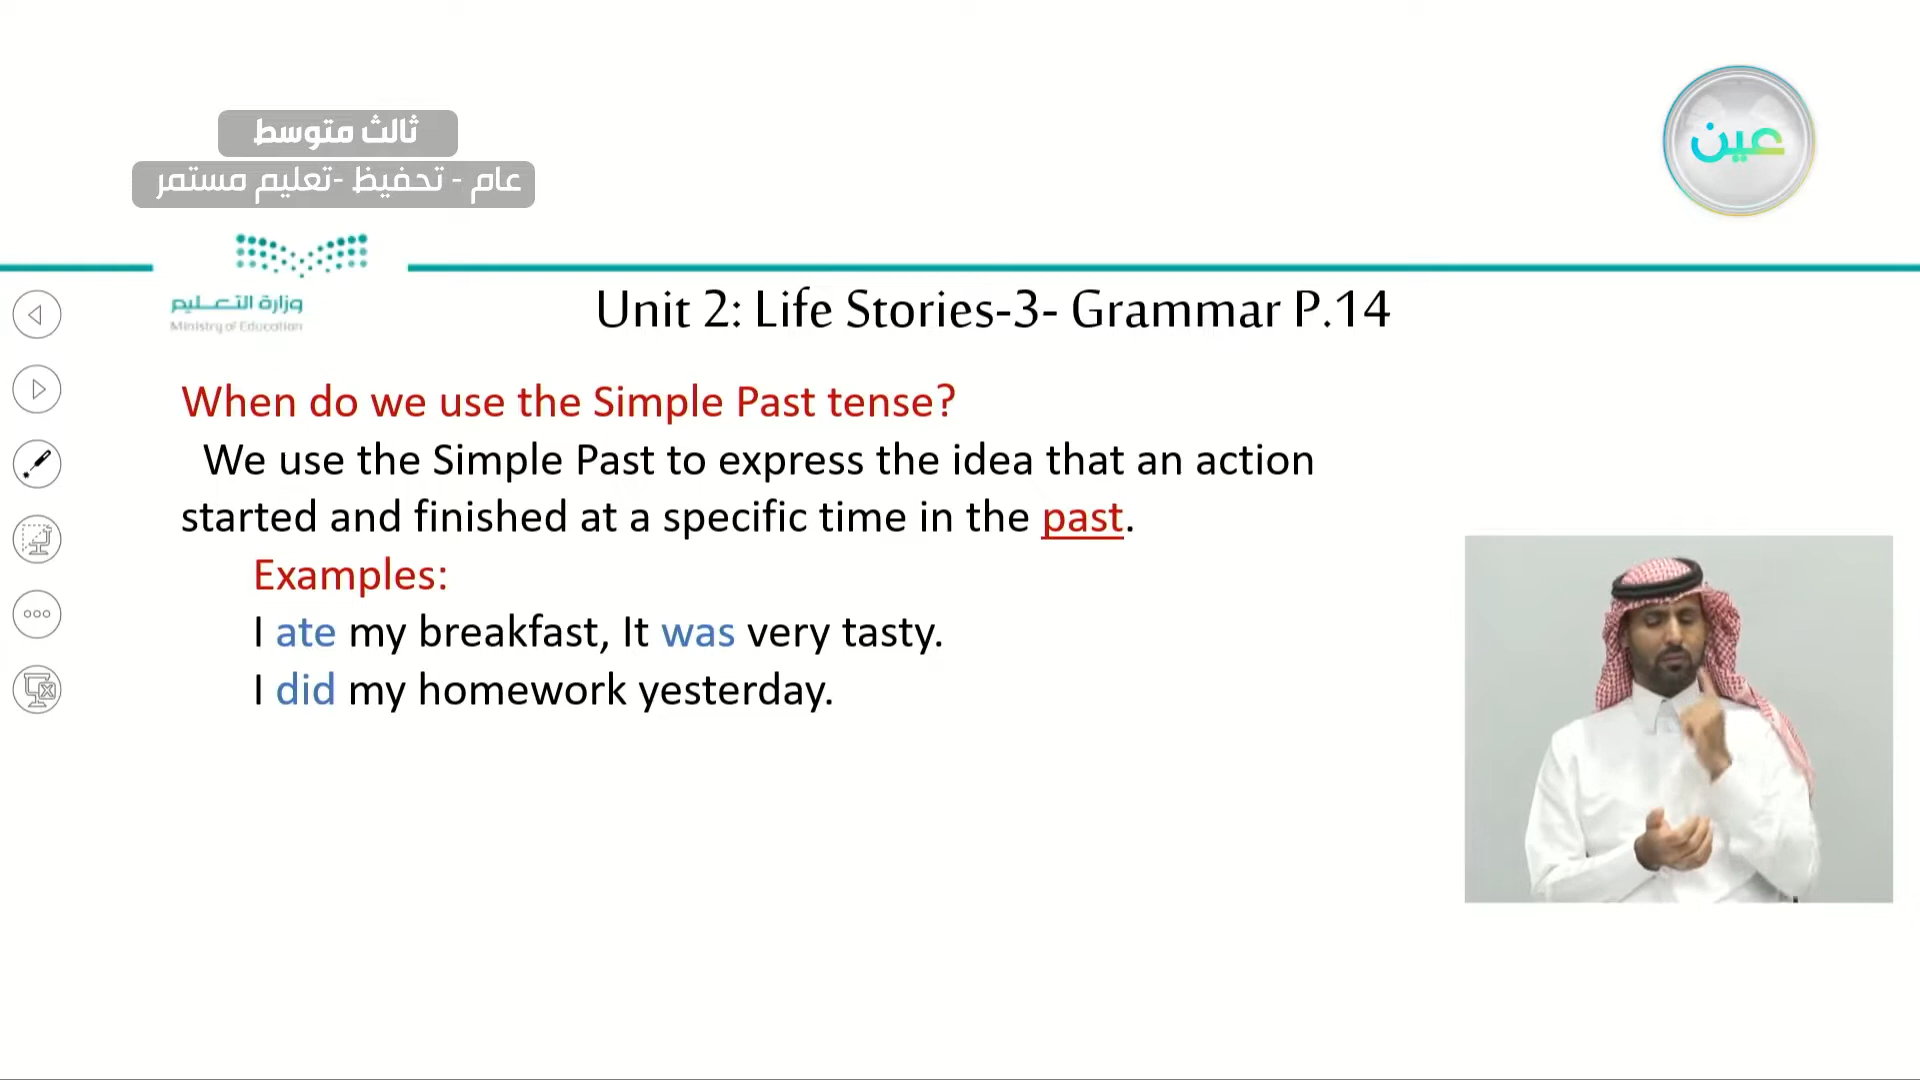 ثالث متوسط
عام - تحفيظ -تعليم مستمر
عين
وزارة التعليم
Ministry of Education
Unit 2: Life Stories-3- Grammar P.14
When do we use the Simple Past tense?
We use the Simple Past to express the idea that an action
started and finished at a specific time in the past.
Examples:
I ate my breakfast, It was very tasty.
I did my homework yesterday.